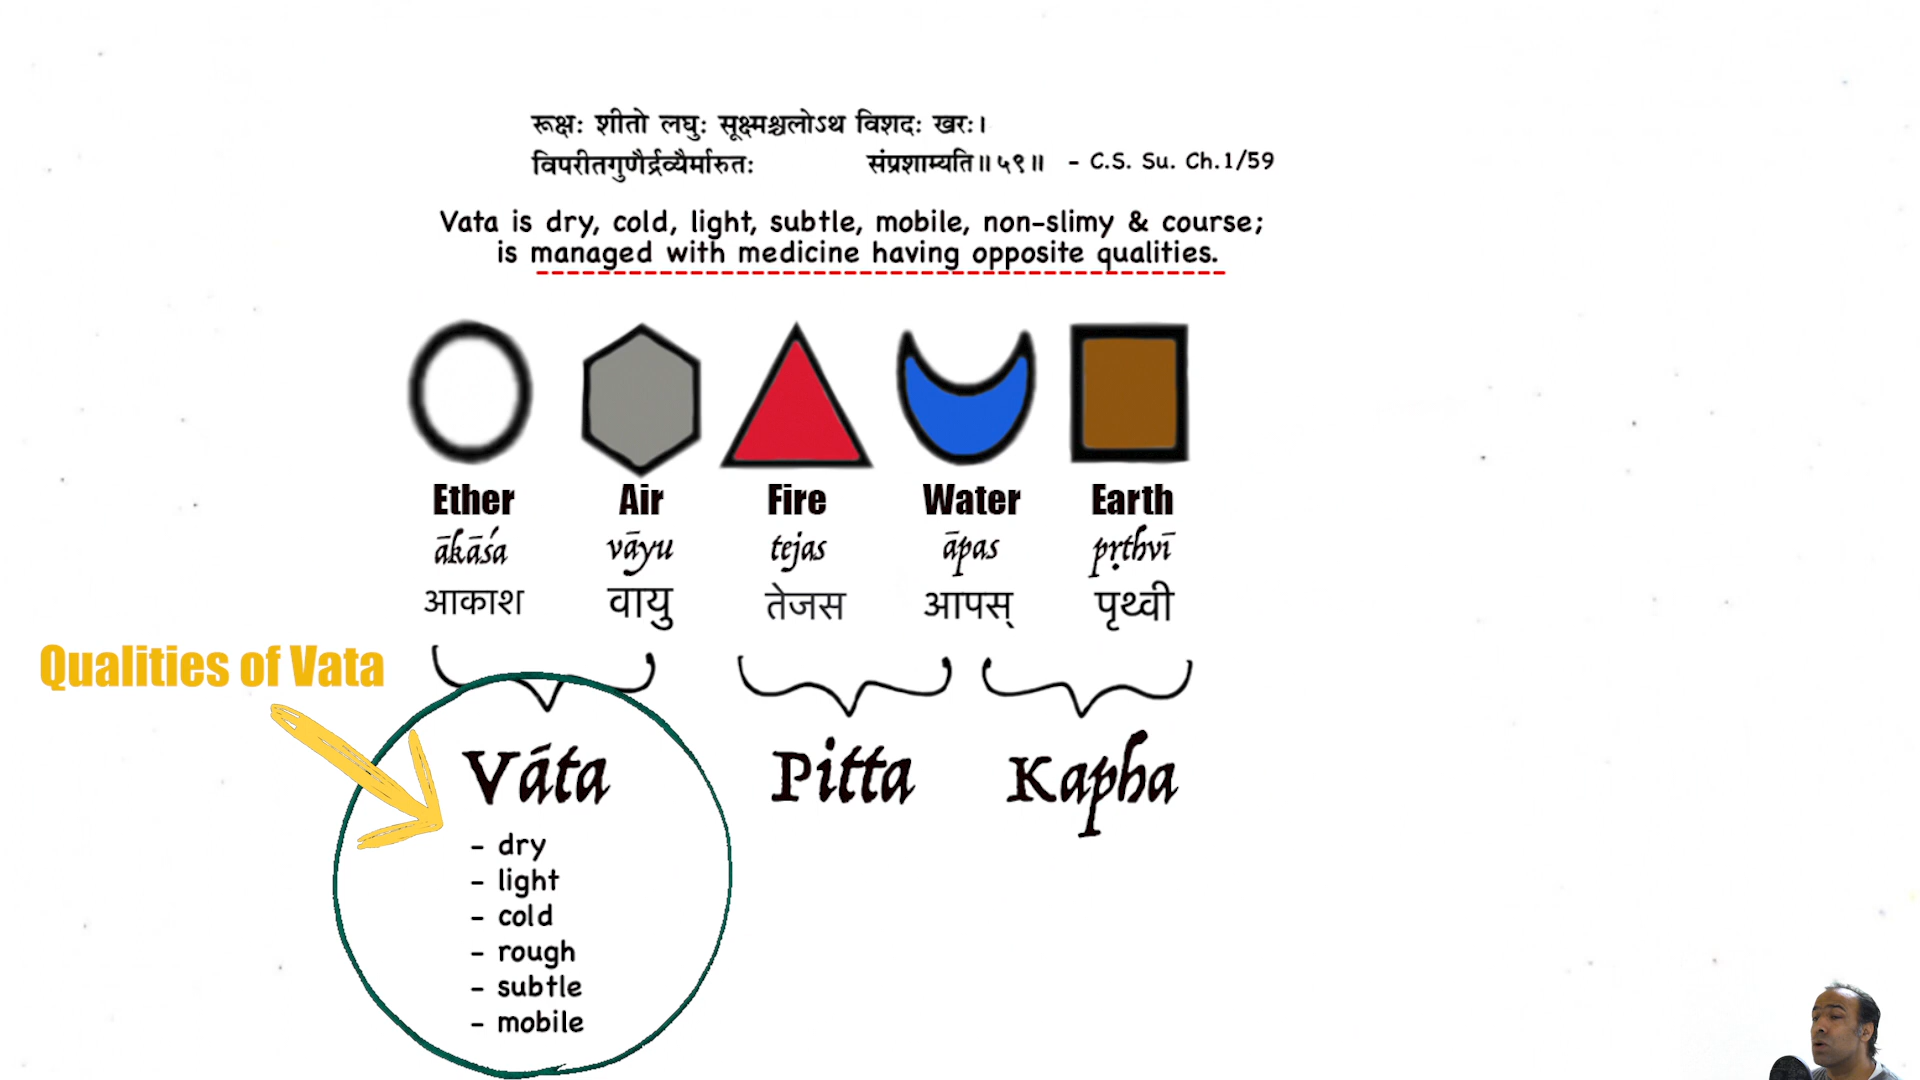 रूक्षः शीतो लघुः सूक्ष्मश्चलोऽथ विशदः खरः।
विपरीतगुणैर्द्रव्यैर्मारुतः संप्रशाम्यति॥५९॥ - C.S. Su. Ch.1/59
Vata is dry, cold, light, subtle, mobile, non-slimy & course;
is managed with medicine having opposite qualities.
Ether Air Fire Water Earth
ākāśa vāyu tejas āpas pṛthvī
आकाश वायु तेजस आपस् पृथ्वी
Qualities of Vata
Váta Pitta Kapha
- dry
- light
- cold
- rough
- subtle
- mobile